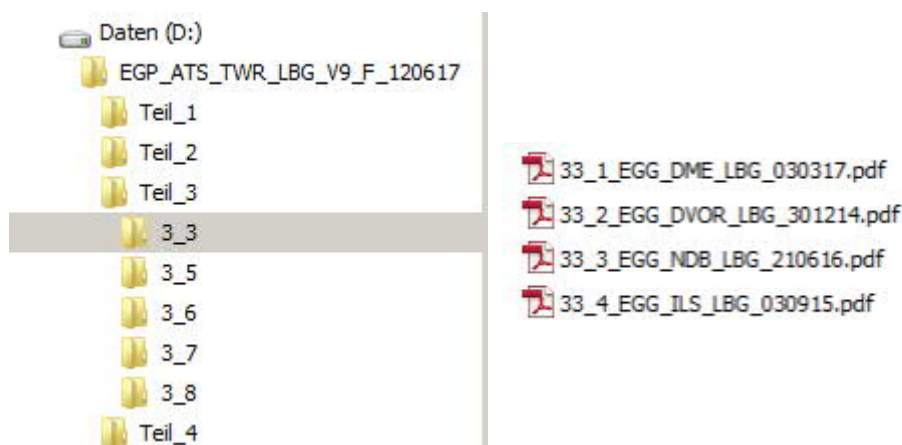 Daten (D:)
EGP_ATS_TWR_LBG_V9_F_120617
Teil_1
Teil_2
Teil_3
3_3
3_5
3_6
3_7
3_8
Teil_4
33_1_EGG_DME_LBG_030317.pdf
33_2_EGG_DVOR_LBG_301214.pdf
33_3_EGG_NDB_LBG_210616.pdf
33_4_EGG_ILS_LBG_030915.pdf